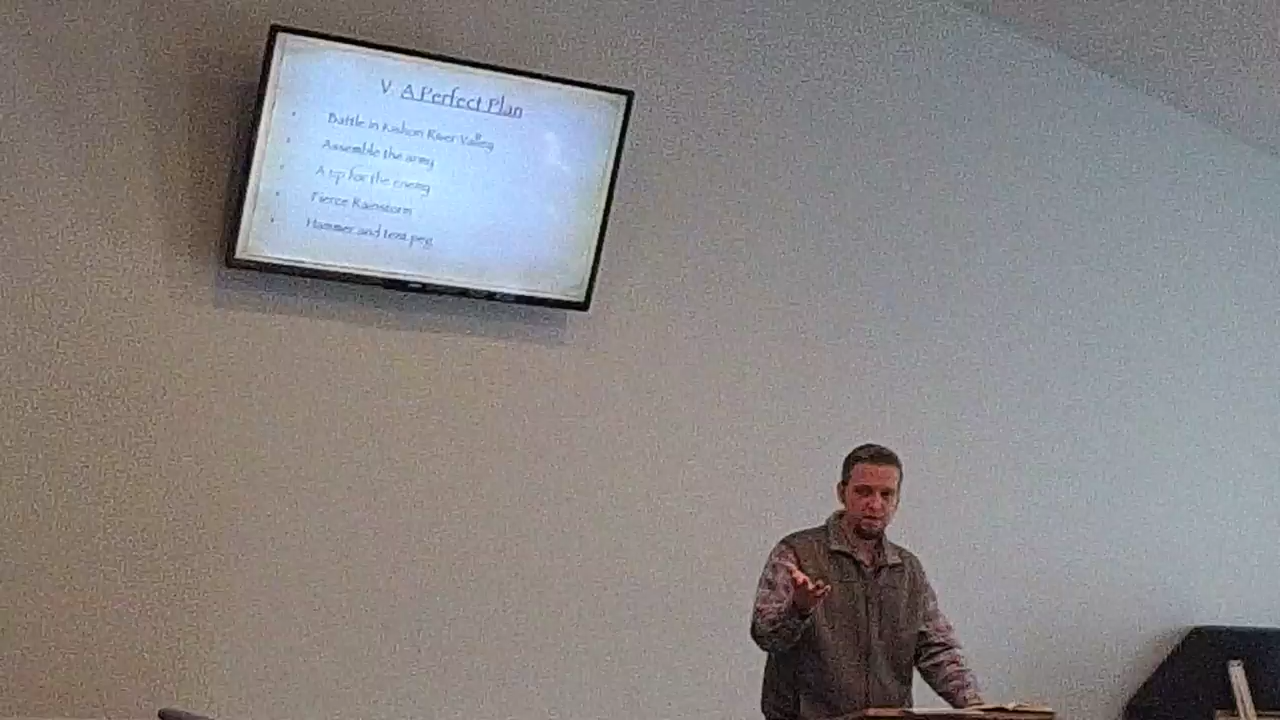 V. A Perfect Plan
• Battle in Kishon River Valley
• Assemble the army
• A tip for the enemy
• Fierce Rainstorm
• Hammer and tent peg